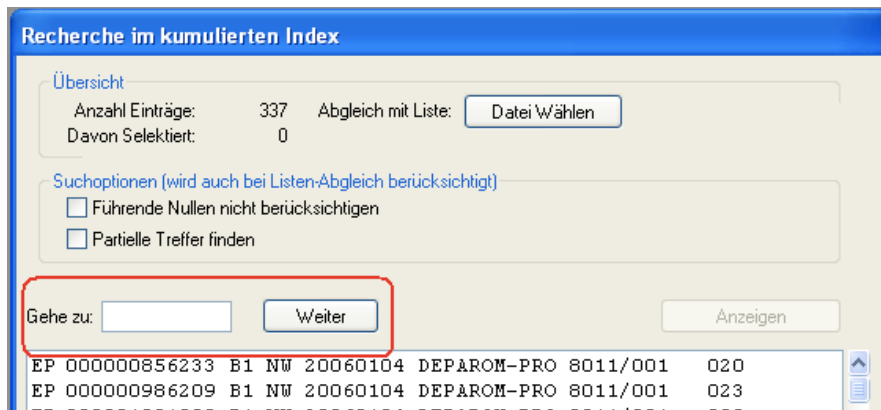 Recherche im kumulierten Index
Übersicht
Anzahl Einträge: 337 Abgleich mit Liste: Datei Wählen
Davon Selektiert: 0
Suchoptionen (wird auch bei Listen-Abgleich berücksichtigt)
Führende Nullen nicht berücksichtigen
Partielle Treffer finden
Gehe zu: Weiter Anzeigen
EP 000000856233 B1 NW 20060104 DEPAROM-PRO 8011/001 020
EP 000000986209 B1 NW 20060104 DEPAROM-PRO 8011/001 023